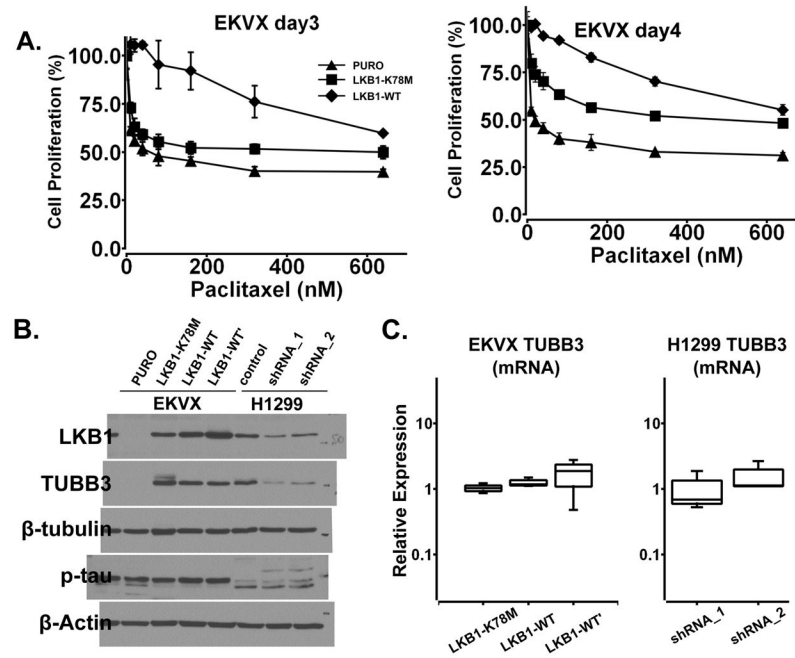 A.
EKVX day3
Cell Proliferation (%)
100.0
75.0
50.0
25.0
0.0
0 200 400 600
Paclitaxel (nM)
PURO
LKB1-K78M
LKB1-WT
EKVX day4
Cell Proliferation (%)
100.0
75.0
50.0
25.0
0.0
0 200 400 600
Paclitaxel (nM)
B.
PURO
LKB1-K78M
LKB1-WT
LKB1-WT'
control
shRNA_1
shRNA_2
EKVX H1299
LKB1
TUBB3
β-tubulin
p-tau
β-Actin
C.
EKVX TUBB3
(mRNA)
Relative Expression
10
1
0.1
LKB1-K78M
LKB1-WT
LKB1-WT'
H1299 TUBB3
(mRNA)
10
1
0.1
shRNA_1
shRNA_2